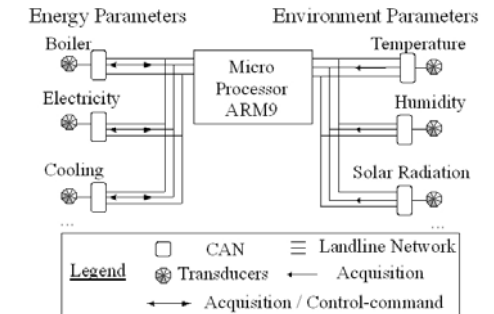 Energy Parameters
Environment Parameters
Boiler
Temperature
Micro
Processor
ARM9
Electricity
Humidity
Cooling
Solar Radiation
...
...
Legend
CAN
Landline Network
Transducers
Acquisition
Acquisition / Control-command